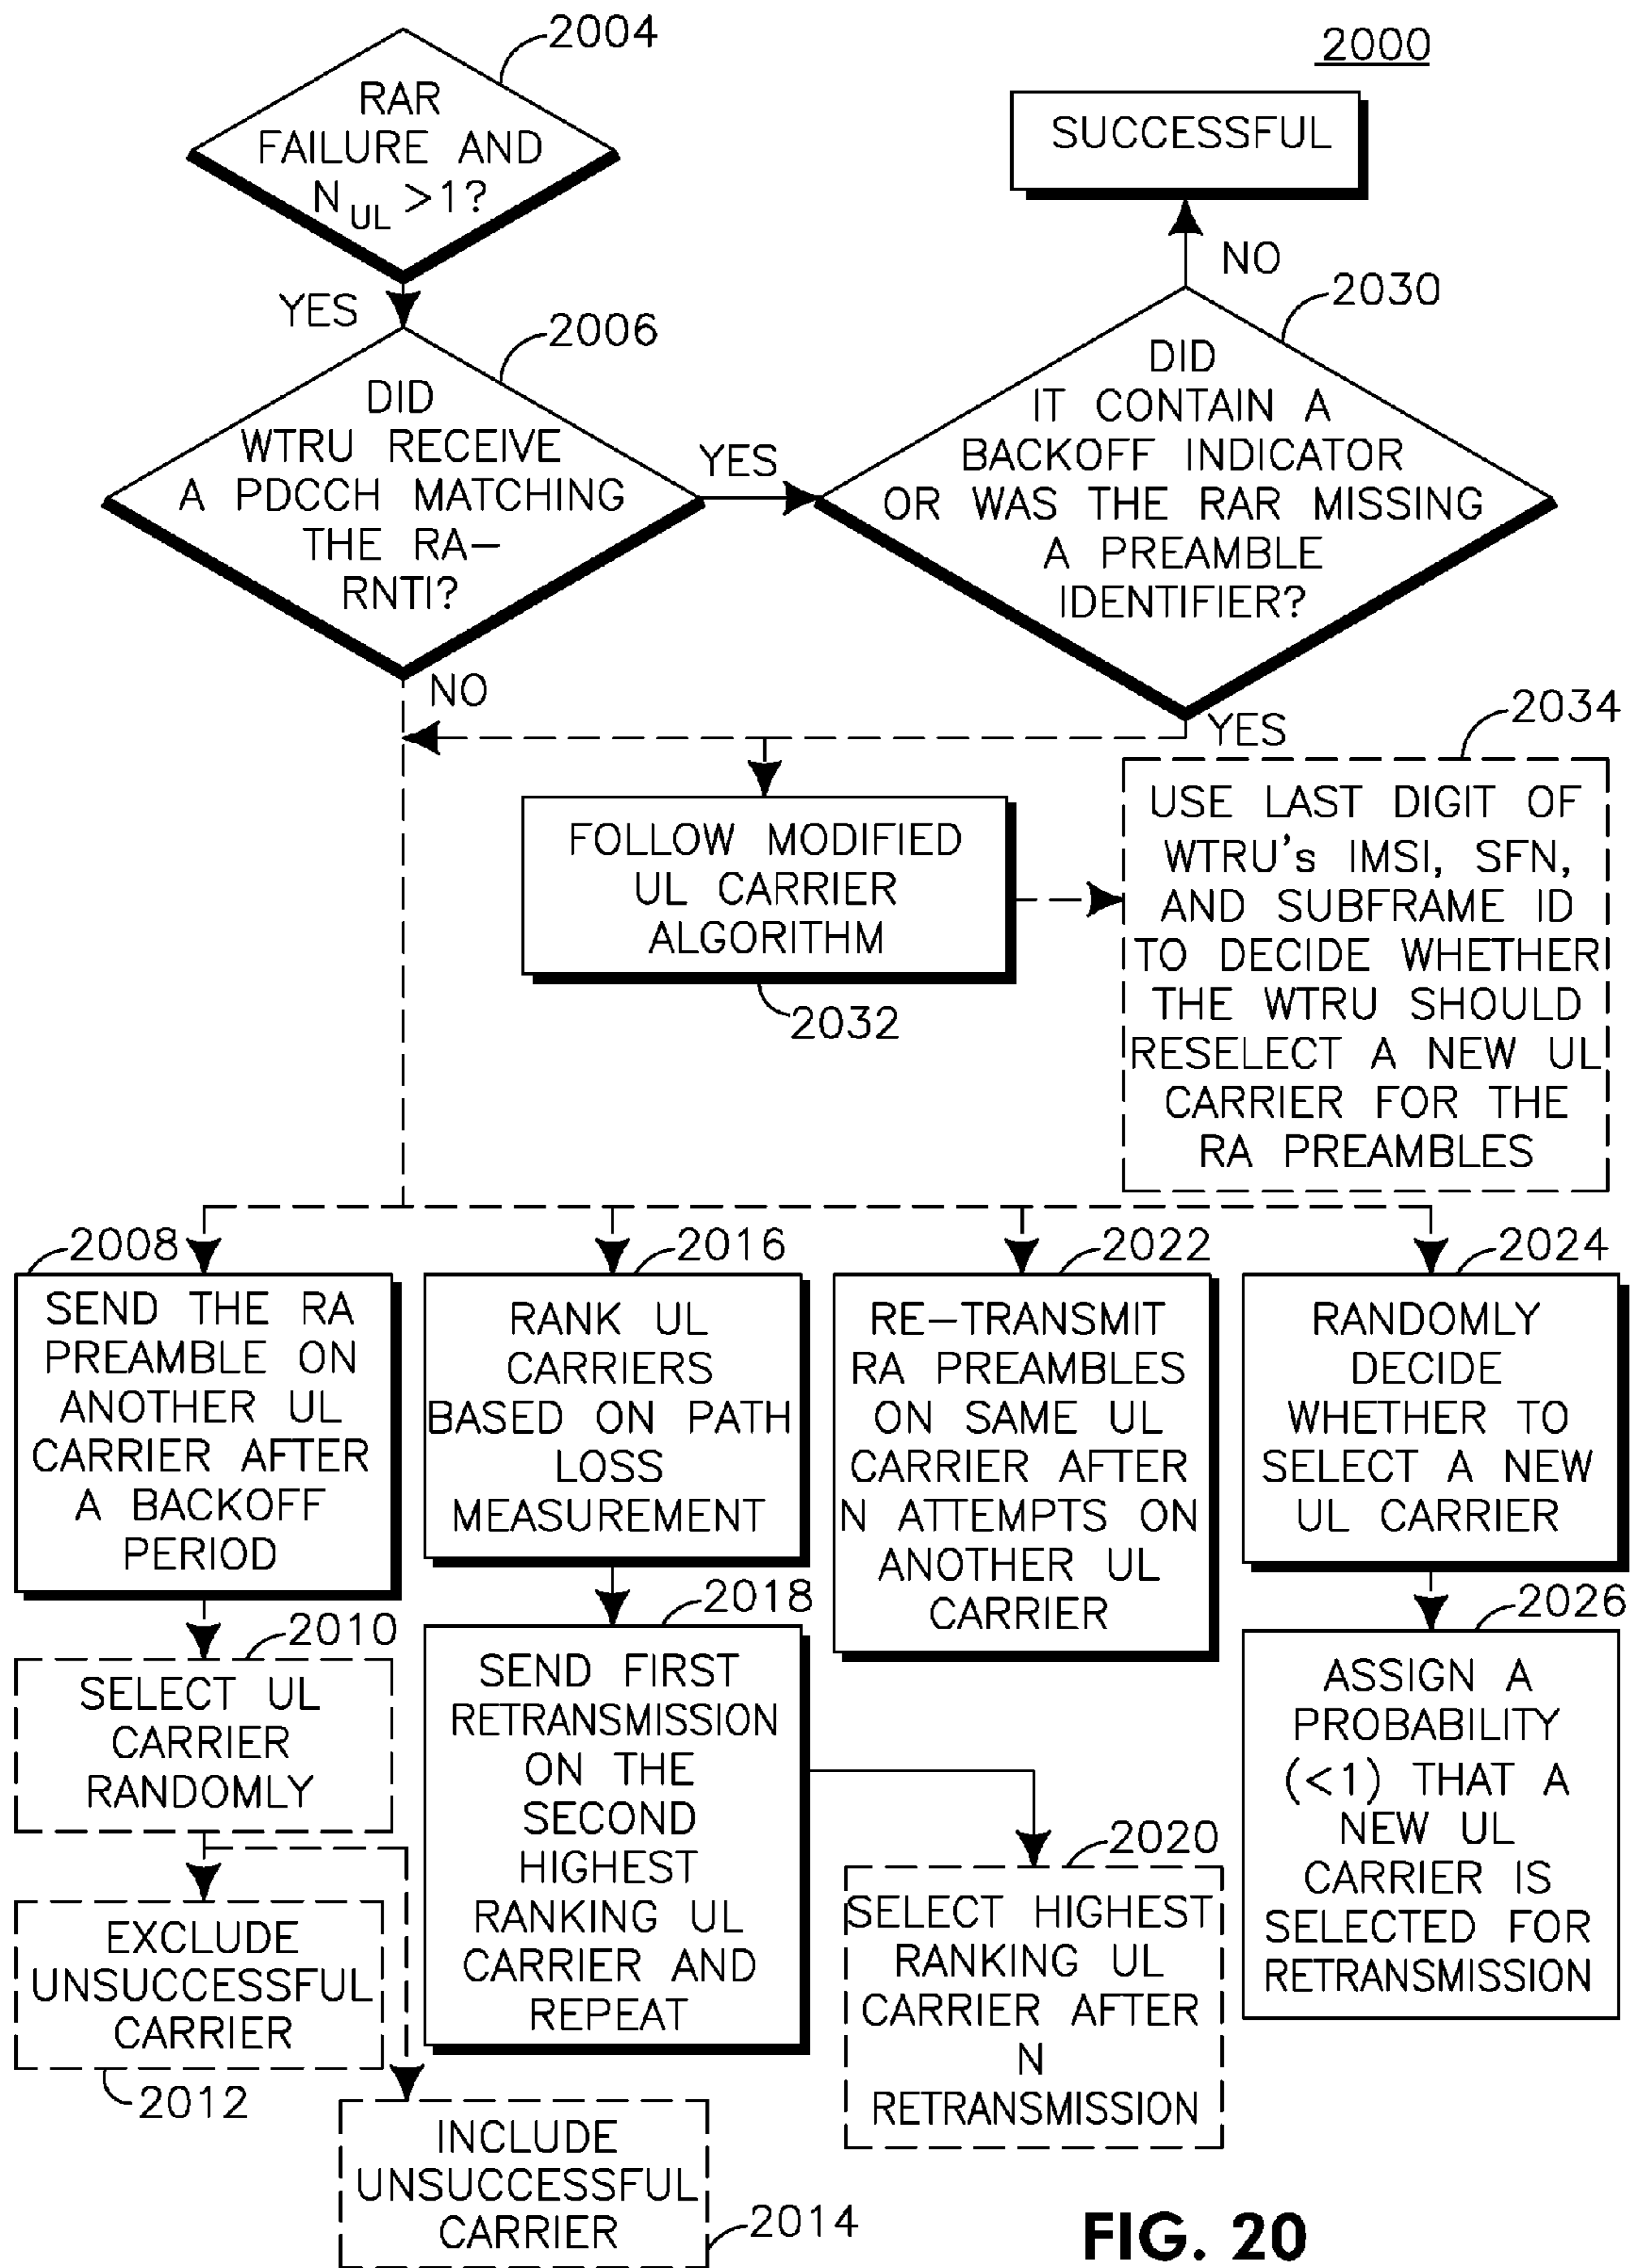 2004
2000
RAR
FAILURE AND
N UL >1?
SUCCESSFUL
YES
NO
2006
2030
DID
WTRU RECEIVE
A PDCCH MATCHING
THE RA-
RNTI?
YES
DID
IT CONTAIN A
BACKOFF INDICATOR
OR WAS THE RAR MISSING
A PREAMBLE
IDENTIFIER?
NO
YES
2034
FOLLOW MODIFIED
UL CARRIER
ALGORITHM
2032
USE LAST DIGIT OF
WTRU's IMSI, SFN,
AND SUBFRAME ID
TO DECIDE WHETHER
THE WTRU SHOULD
RESELECT A NEW UL
CARRIER FOR THE
RA PREAMBLES
2008
SEND THE RA
PREAMBLE ON
ANOTHER UL
CARRIER AFTER
A BACKOFF
PERIOD
2016
RANK UL
CARRIERS
BASED ON PATH
LOSS
MEASUREMENT
2022
RE-TRANSMIT
RA PREAMBLES
ON SAME UL
CARRIER AFTER
N ATTEMPTS ON
ANOTHER UL
CARRIER
2024
RANDOMLY
DECIDE
WHETHER TO
SELECT A NEW
UL CARRIER
2010
SELECT UL
CARRIER
RANDOMLY
2018
SEND FIRST
RETRANSMISSION
ON THE
SECOND
HIGHEST
RANKING UL
CARRIER AND
REPEAT
2026
ASSIGN A
PROBABILITY
(<1) THAT A
NEW UL
CARRIER IS
SELECTED FOR
RETRANSMISSION
2020
SELECT HIGHEST
RANKING UL
CARRIER AFTER
N
RETRANSMISSION
EXCLUDE
UNSUCCESSFUL
CARRIER
2012
INCLUDE
UNSUCCESSFUL
CARRIER
2014
FIG. 20